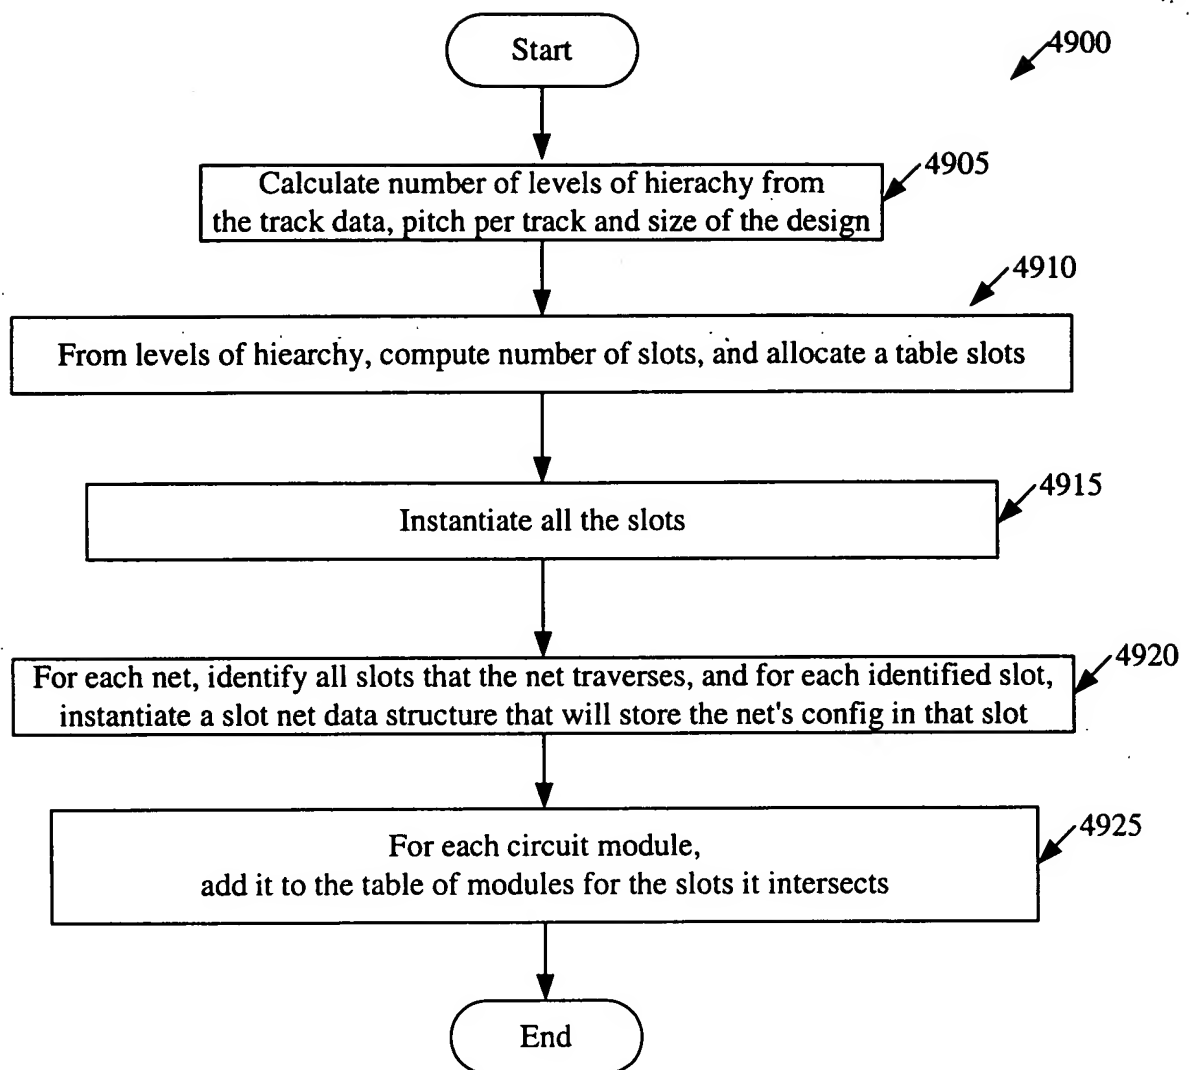 Start
4900
4905
Calculate number of levels of hierachy from
the track data, pitch per track and size of the design
4910
From levels of hiearchy, compute number of slots, and allocate a table slots
4915
Instantiate all the slots
4920
For each net, identify all slots that the net traverses, and for each identified slot,
instantiate a slot net data structure that will store the net's config in that slot
4925
For each circuit module,
add it to the table of modules for the slots it intersects
End